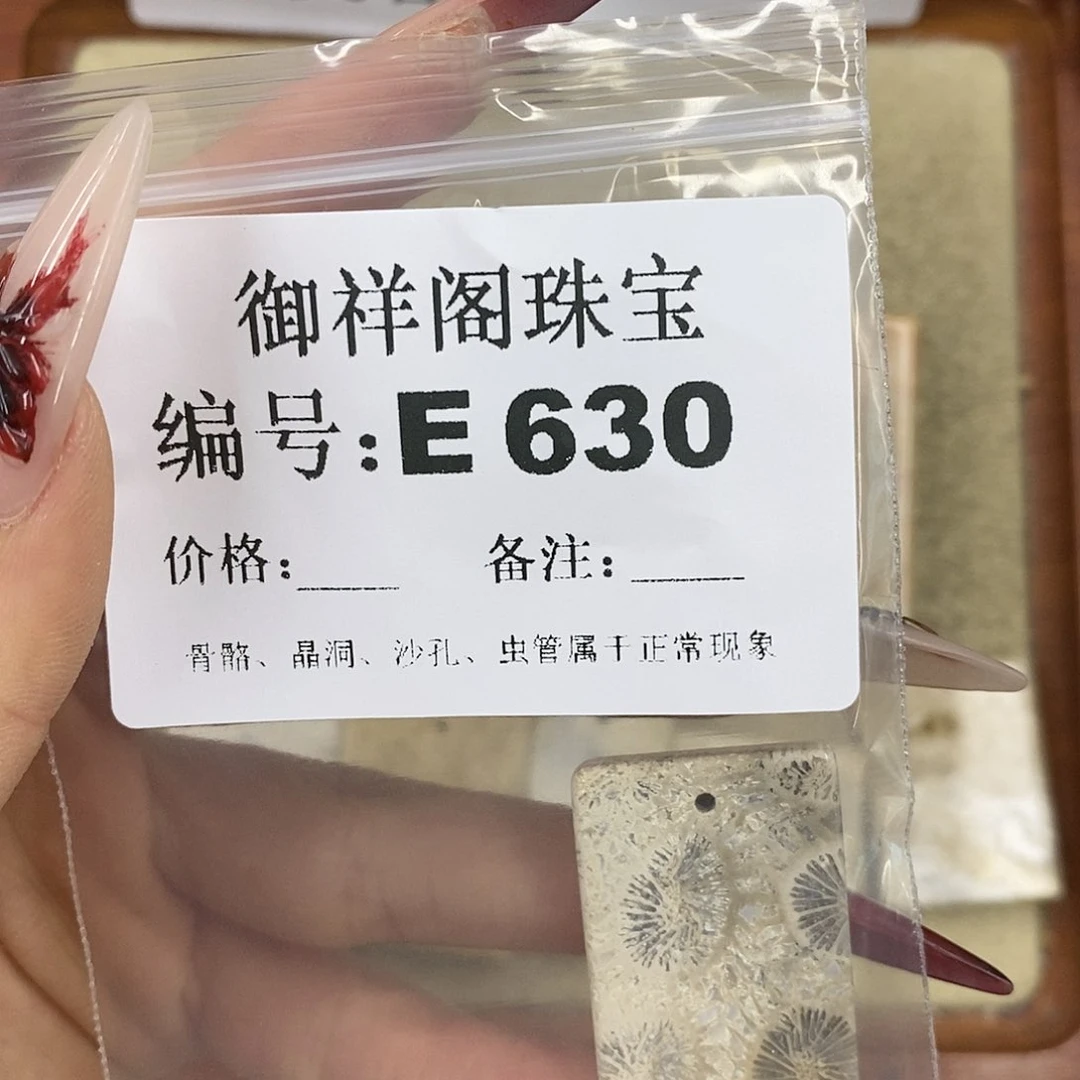 御祥阁珠宝
编号:E 630
价格:____ 备注:____
骨骼、晶洞、沙孔、虫管属于正常现象